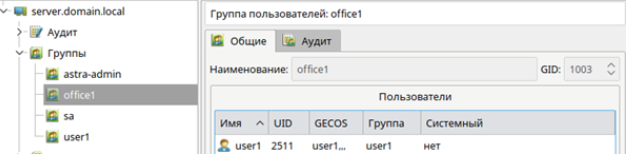 server.domain.local
Аудит
Группы
astra-admin
office1
sa
user1
Группа пользователей: office1
Общие Аудит
Наименование: office1 GID: 1003
Пользователи
Имя UID GECOS Группа Системный
user1 2511 user1,,, user1 нет